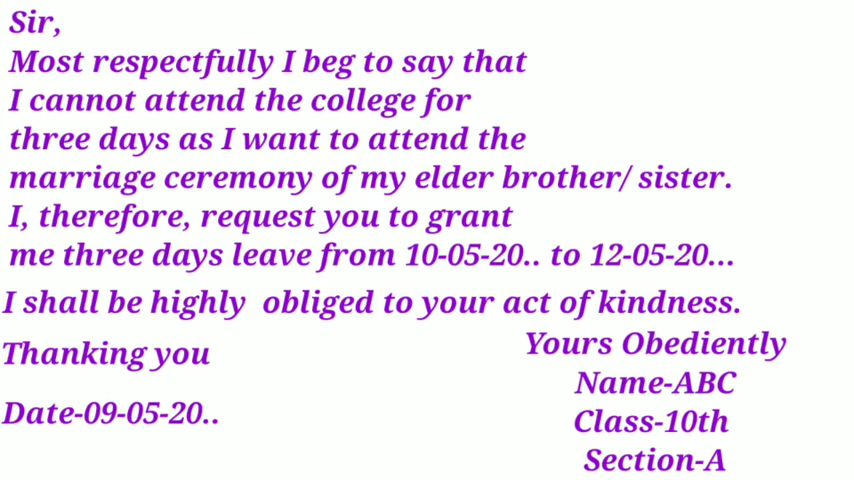 Sir,
Most respectfully I beg to say that
I cannot attend the college for
three days as I want to attend the
marriage ceremony of my elder brother/ sister.
I, therefore, request you to grant
me three days leave from 10-05-20.. to 12-05-20...
I shall be highly obliged to your act of kindness.
Thanking you
Yours Obediently
Name-ABC
Date-09-05-20..
Class-10th
Section-A